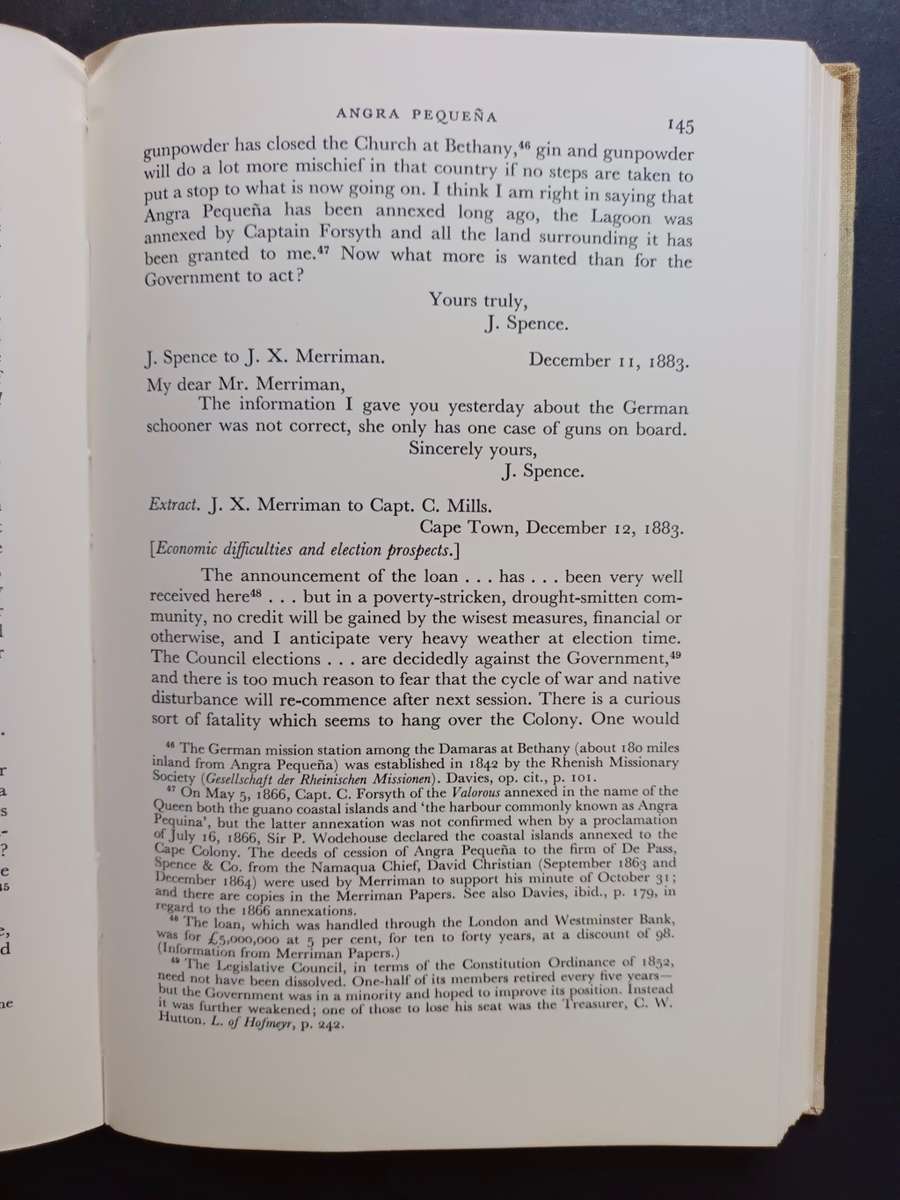 ANGRA PEQUEÑA
145
gunpowder has closed the Church at Bethany,⁴⁶ gin and gunpowder
will do a lot more mischief in that country if no steps are taken to
put a stop to what is now going on. I think I am right in saying that
Angra Pequeña has been annexed long ago, the Lagoon was
annexed by Captain Forsyth and all the land surrounding it has
been granted to me.⁴⁷ Now what more is wanted than for the
Government to act?
Yours truly,
J. Spence.
J. Spence to J. X. Merriman. December 11, 1883.
My dear Mr. Merriman,
The information I gave you yesterday about the German
schooner was not correct, she only has one case of guns on board.
Sincerely yours,
J. Spence.
Extract. J. X. Merriman to Capt. C. Mills.
Cape Town, December 12, 1883.
[Economic difficulties and election prospects.]
The announcement of the loan . . . has . . . been very well
received here⁴⁸ . . . but in a poverty-stricken, drought-smitten com-
munity, no credit will be gained by the wisest measures, financial or
otherwise, and I anticipate very heavy weather at election time.
The Council elections . . . are decidedly against the Government,⁴⁹
and there is too much reason to fear that the cycle of war and native
disturbance will re-commence after next session. There is a curious
sort of fatality which seems to hang over the Colony. One would
⁴⁶ The German mission station among the Damaras at Bethany (about 180 miles
inland from Angra Pequeña) was established in 1842 by the Rhenish Missionary
Society (Gesellschaft der Rheinischen Missionen). Davies, op. cit., p. 101.
⁴⁷ On May 5, 1866, Capt. C. Forsyth of the Valorous annexed in the name of the
Queen both the guano coastal islands and ‘the harbour commonly known as Angra
Pequina’, but the latter annexation was not confirmed when by a proclamation
of July 16, 1866, Sir P. Wodehouse declared the coastal islands annexed to the
Cape Colony. The deeds of cession of Angra Pequeña to the firm of De Pass,
Spence & Co. from the Namaqua Chief, David Christian (September 1863 and
December 1864) were used by Merriman to support his minute of October 31;
and there are copies in the Merriman Papers. See also Davies, ibid., p. 179, in
regard to the 1866 annexations.
⁴⁸ The loan, which was handled through the London and Westminster Bank,
was for £5,000,000 at 5 per cent, for ten to forty years, at a discount of 98.
(Information from Merriman Papers.)
⁴⁹ The Legislative Council, in terms of the Constitution Ordinance of 1852,
need not have been dissolved. One-half of its members retired every five years—
but the Government was in a minority and hoped to improve its position. Instead
it was further weakened; one of those to lose his seat was the Treasurer, C. W.
Hutton. L. of Hofmeyr, p. 242.